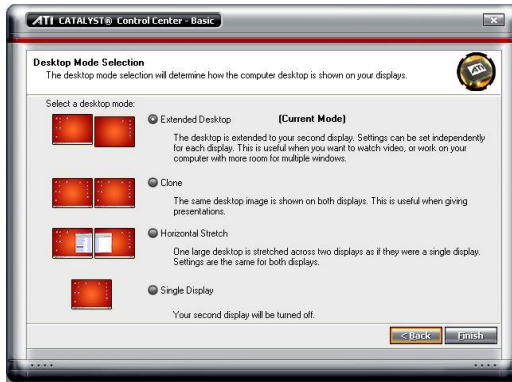 ATI CATALYST® Control Center - Basic
Desktop Mode Selection
The desktop mode selection will determine how the computer desktop is shown on your displays.
ATI
Select a desktop mode:
Extended Desktop (Current Mode)
The desktop is extended to your second display. Settings can be set independently
for each display. This is useful when you want to watch video, or work on your
computer with more room for multiple windows.
Clone
The same desktop image is shown on both displays. This is useful when giving
presentations.
Horizontal Stretch
One large desktop is stretched across two displays as if they were a single display.
Settings are the same for both displays.
Single Display
Your second display will be turned off.
< Back Finish